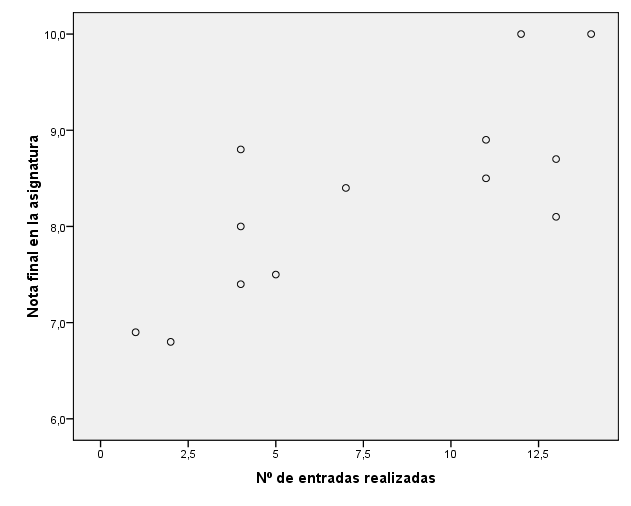 10,0
9,0
8,0
7,0
6,0
Nota final en la asignatura
0 2,5 5 7,5 10 12,5
Nº de entradas realizadas